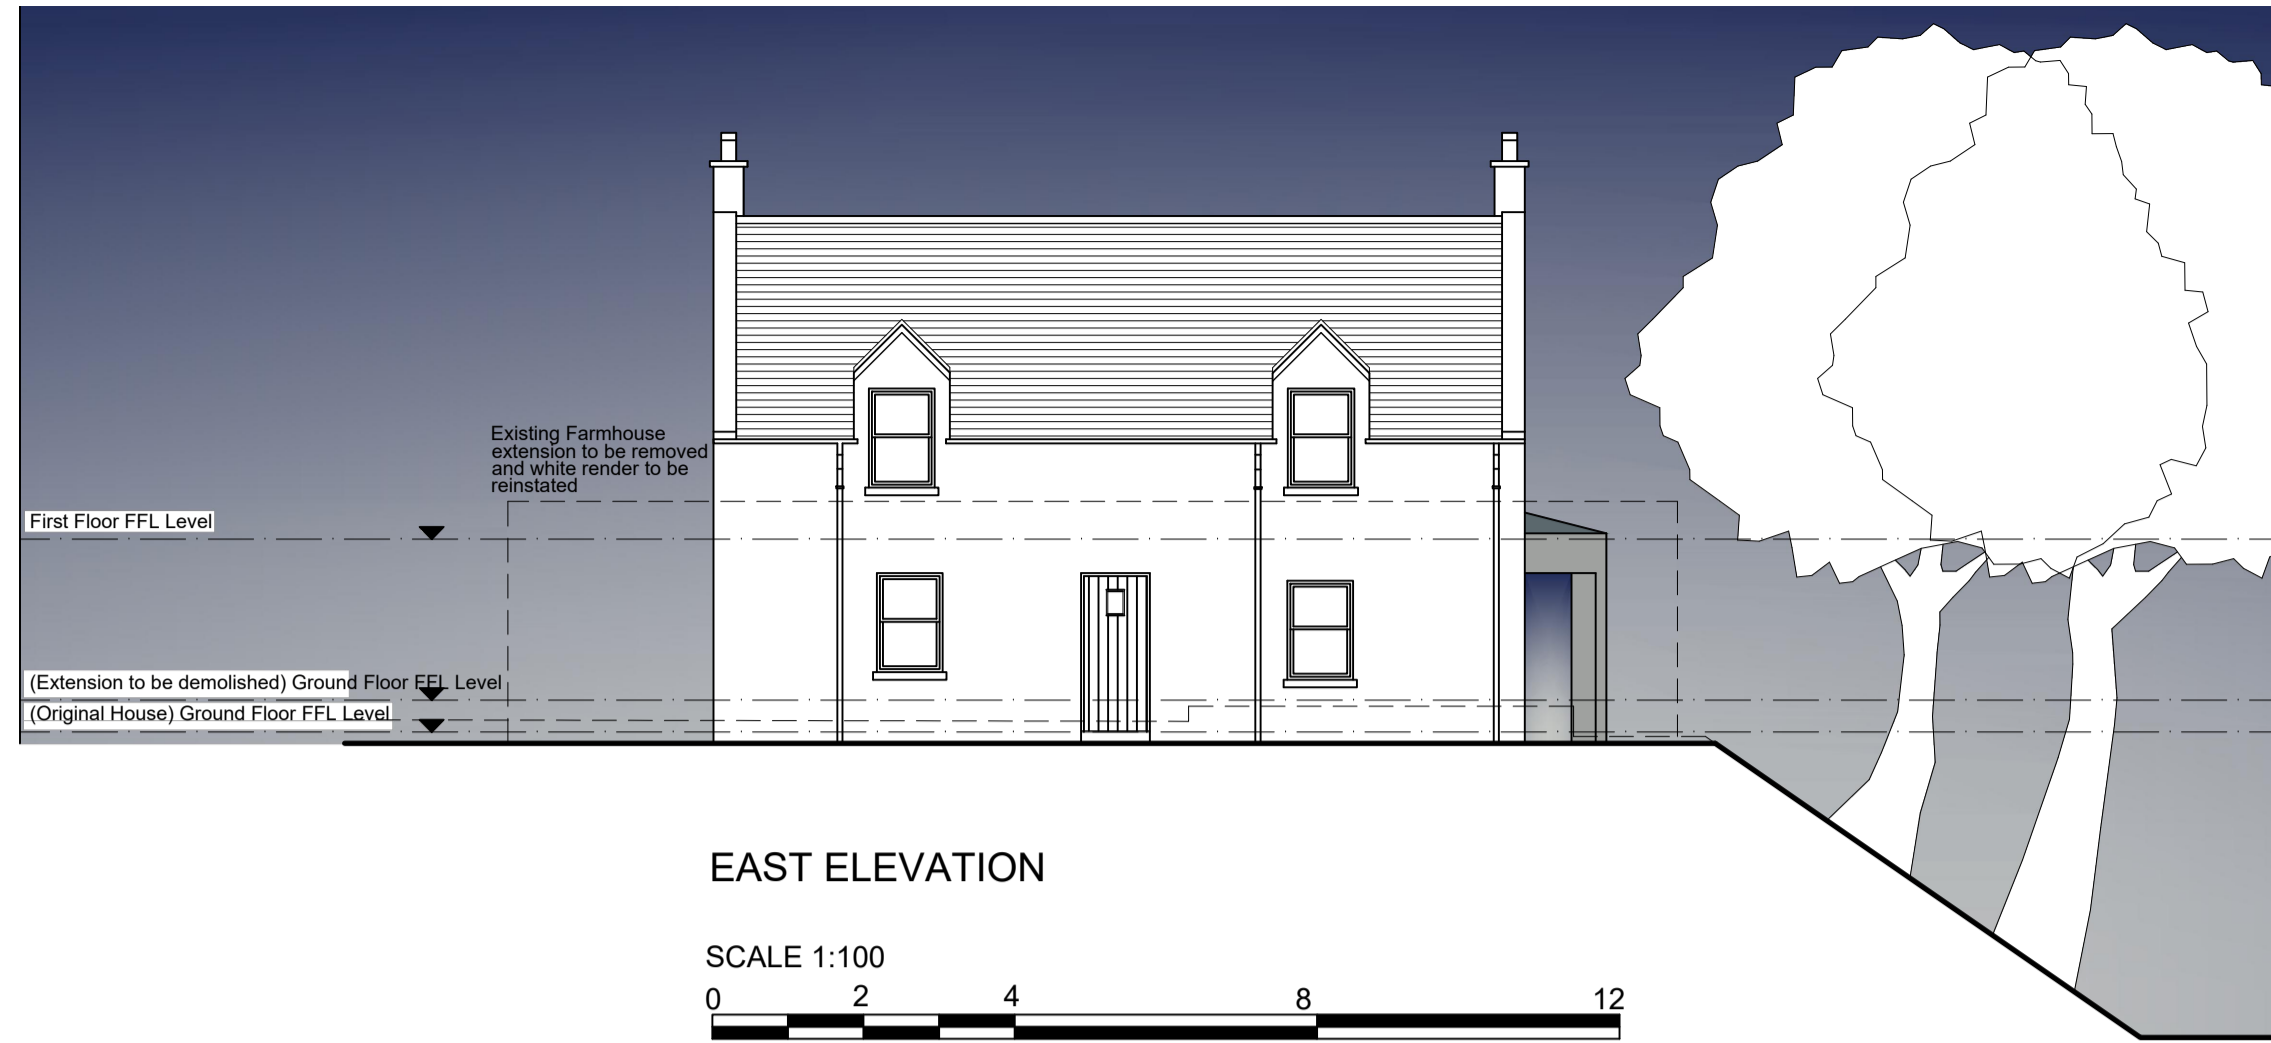 Existing Farmhouse
extension to be removed
and white render to be
reinstated
First Floor FFL Level
(Extension to be demolished) Ground Floor FFL Level
(Original House) Ground Floor FFL Level
EAST ELEVATION
SCALE 1:100
0 2 4 8 12